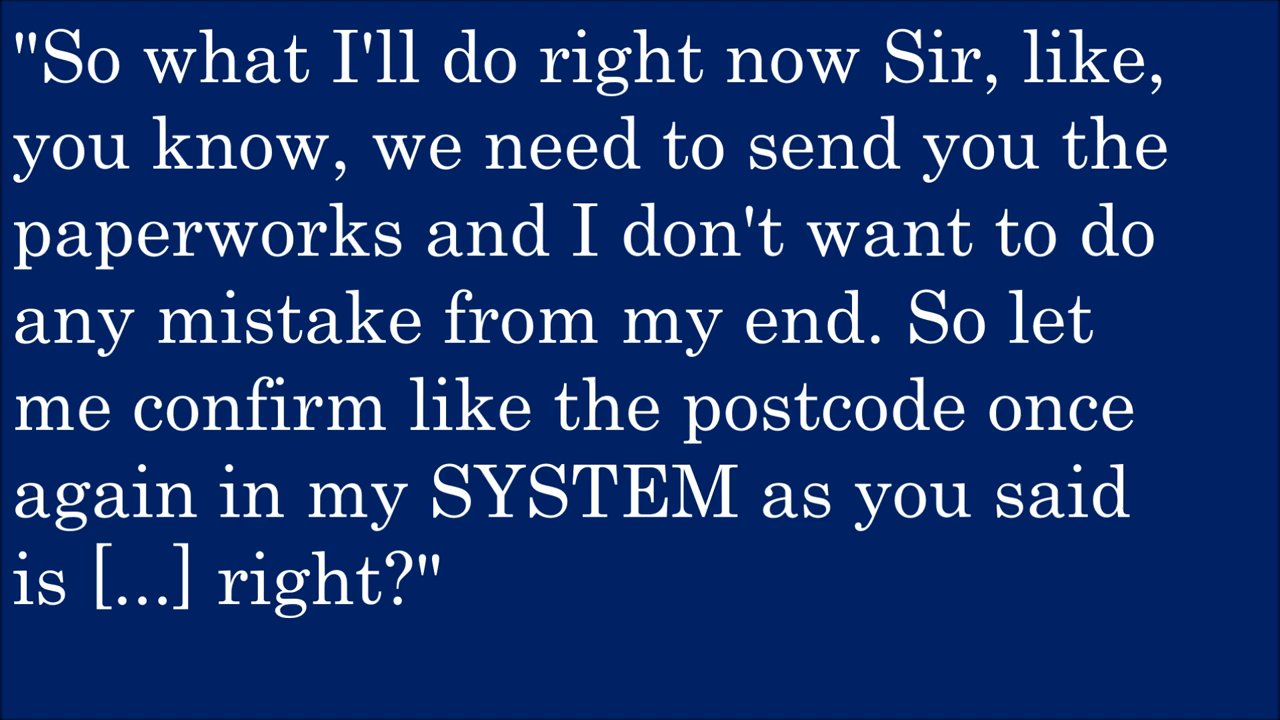 "So what I'll do right now Sir, like,
you know, we need to send you the
paperworks and I don't want to do
any mistake from my end. So let
me confirm like the postcode once
again in my SYSTEM as you said
is [...] right?"